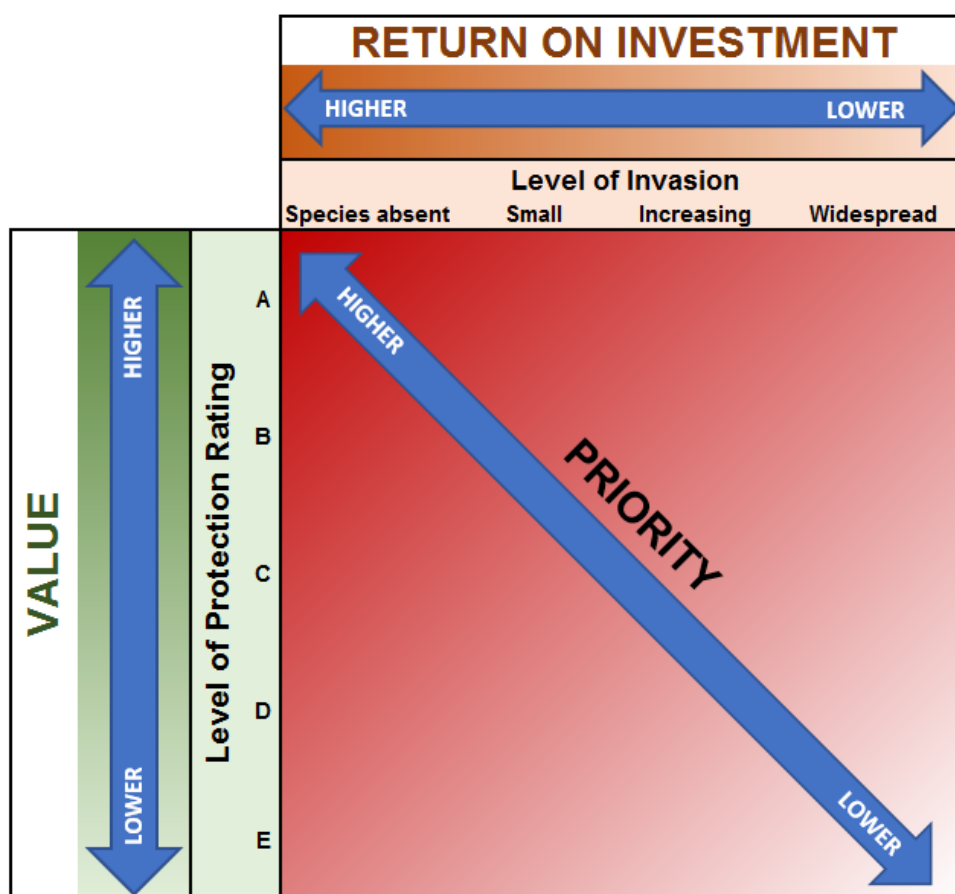 RETURN ON INVESTMENT
HIGHER
LOWER
Level of Invasion
Species absent
Small
Increasing
Widespread
VALUE
HIGHER
LOWER
Level of Protection Rating
A
B
C
D
E
HIGHER
PRIORITY
LOWER